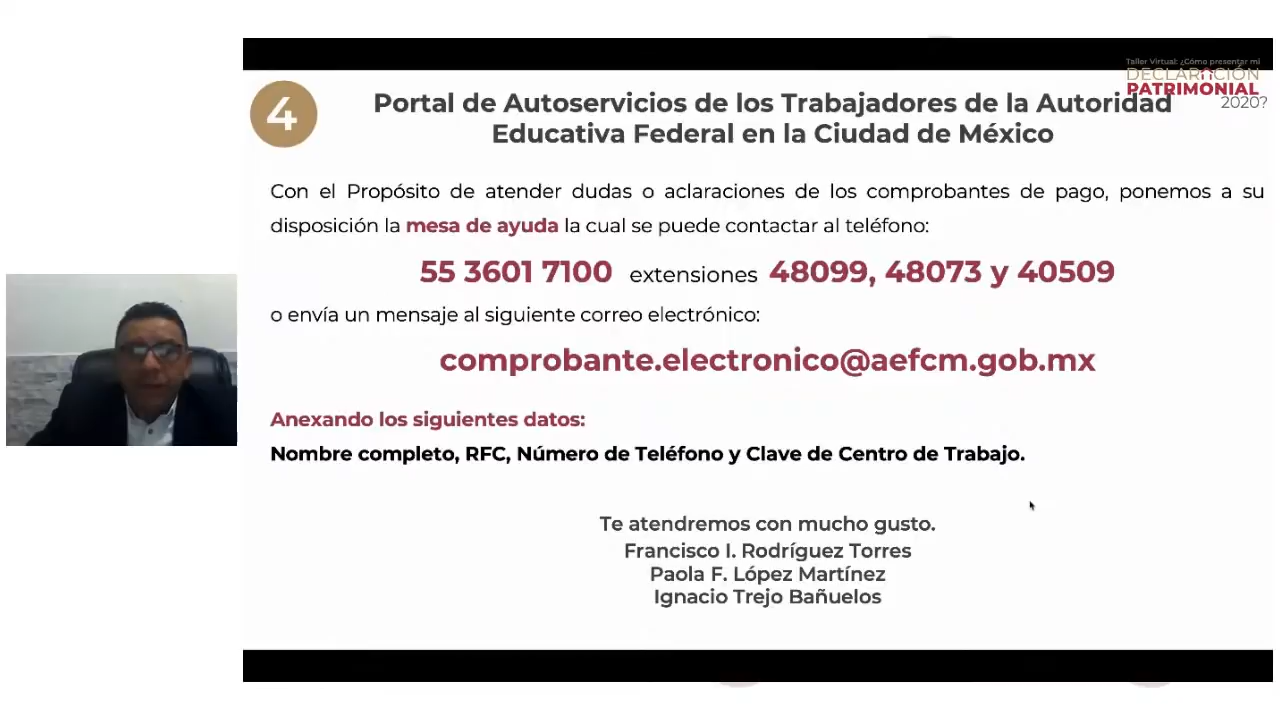 Taller Virtual: ¿Cómo presentar mi
DECLARACIÓN
PATRIMONIAL
2020?
4
Portal de Autoservicios de los Trabajadores de la Autoridad
Educativa Federal en la Ciudad de México
Con el Propósito de atender dudas o aclaraciones de los comprobantes de pago, ponemos a su
disposición la mesa de ayuda la cual se puede contactar al teléfono:
55 3601 7100 extensiones 48099, 48073 y 40509
o envía un mensaje al siguiente correo electrónico:
comprobante.electronico@aefcm.gob.mx
Anexando los siguientes datos:
Nombre completo, RFC, Número de Teléfono y Clave de Centro de Trabajo.
Te atendremos con mucho gusto.
Francisco I. Rodríguez Torres
Paola F. López Martínez
Ignacio Trejo Bañuelos